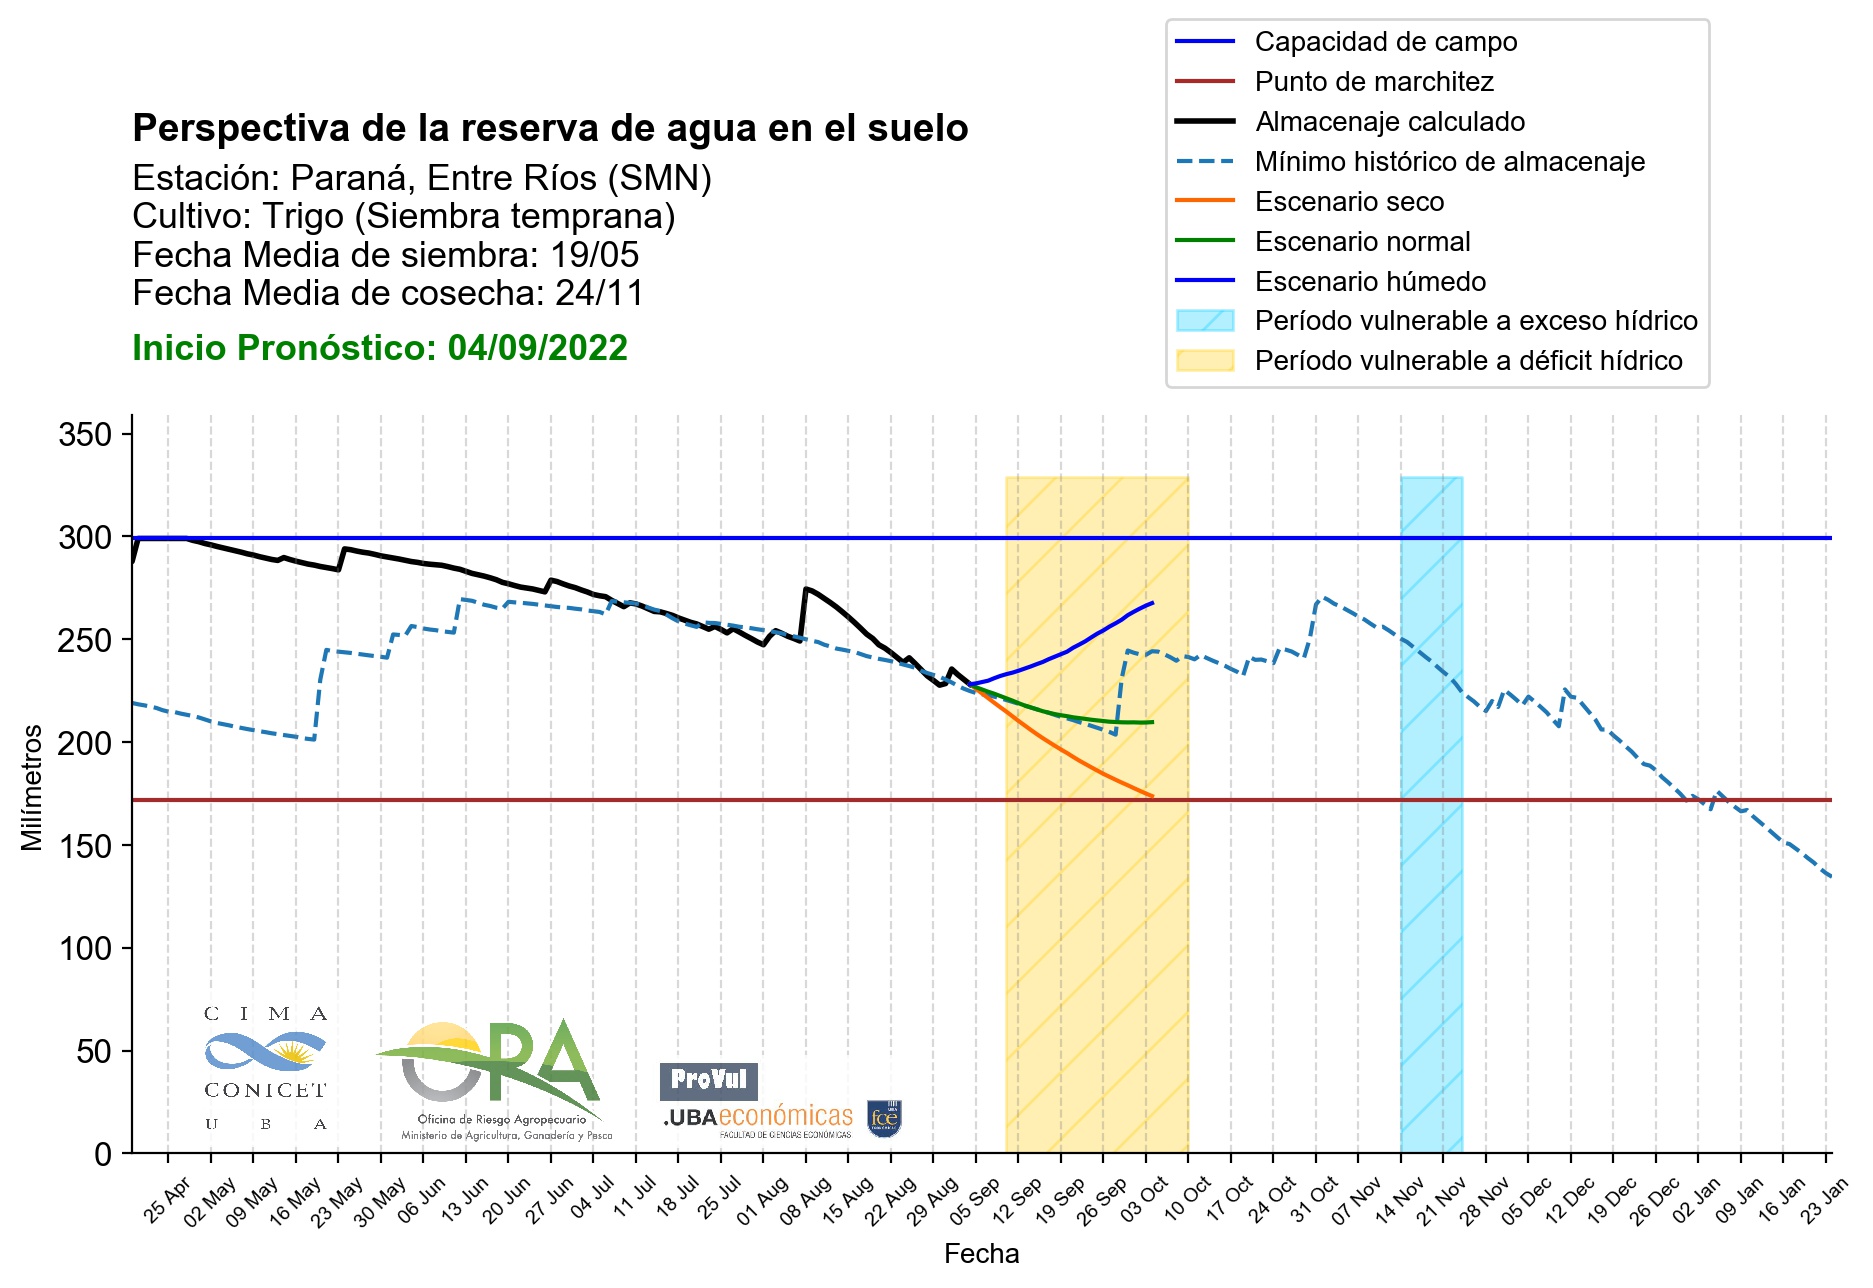 Capacidad de campo
Punto de marchitez
Almacenaje calculado
Mínimo histórico de almacenaje
Escenario seco
Escenario normal
Escenario húmedo
Período vulnerable a exceso hídrico
Período vulnerable a déficit hídrico
Perspectiva de la reserva de agua en el suelo
Estación: Paraná, Entre Ríos (SMN)
Cultivo: Trigo (Siembra temprana)
Fecha Media de siembra: 19/05
Fecha Media de cosecha: 24/11
Inicio Pronóstico: 04/09/2022
350
300
250
200
150
100
50
0
Milímetros
C I M A
CONICET
U B A
ORA
Oficina de Riesgo Agropecuario
Ministerio de Agricultura, Ganadería y Pesca
ProVul
.UBAeconómicas
FACULTAD DE CIENCIAS ECONÓMICAS
UBA
fce
25 Apr
02 May
09 May
16 May
23 May
30 May
06 Jun
13 Jun
20 Jun
27 Jun
04 Jul
11 Jul
18 Jul
25 Jul
01 Aug
08 Aug
15 Aug
22 Aug
29 Aug
05 Sep
12 Sep
19 Sep
26 Sep
03 Oct
10 Oct
17 Oct
24 Oct
31 Oct
07 Nov
14 Nov
21 Nov
28 Nov
05 Dec
12 Dec
19 Dec
26 Dec
02 Jan
09 Jan
16 Jan
23 Jan
Fecha